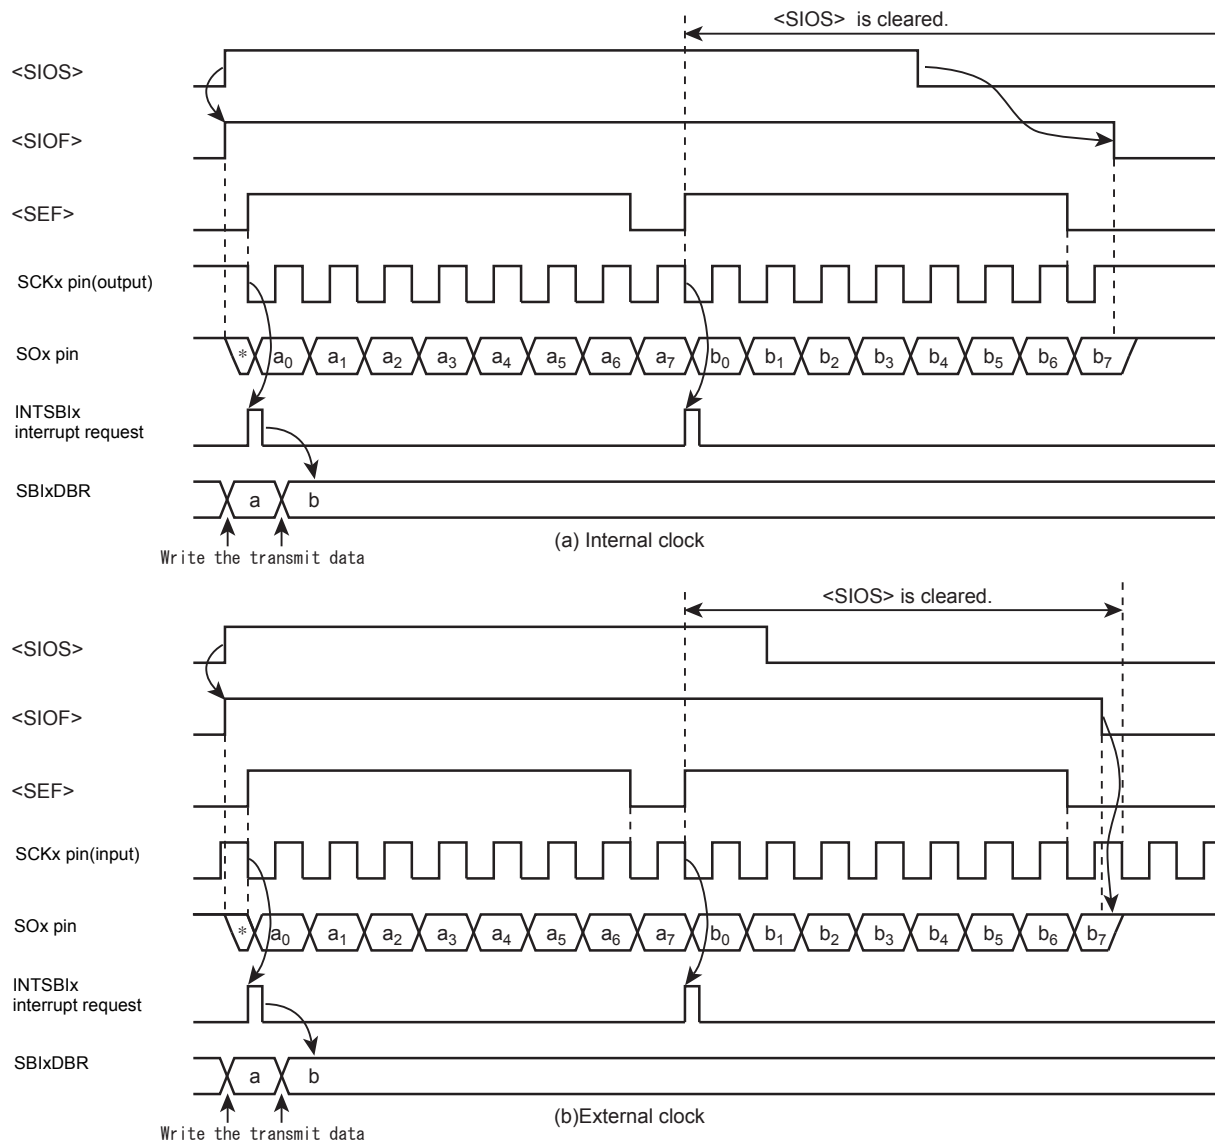 <SIOS> is cleared.
<SIOS>
<SIOF>
<SEF>
SCKx pin(output)
SOx pin
* a0 a1 a2 a3 a4 a5 a6 a7 b0 b1 b2 b3 b4 b5 b6 b7
INTSBIx
interrupt request
SBIxDBR
a b
(a) Internal clock
Write the transmit data
<SIOS> is cleared.
<SIOS>
<SIOF>
<SEF>
SCKx pin(input)
SOx pin
* a0 a1 a2 a3 a4 a5 a6 a7 b0 b1 b2 b3 b4 b5 b6 b7
INTSBIx
interrupt request
SBIxDBR
a b
(b)External clock
Write the transmit data